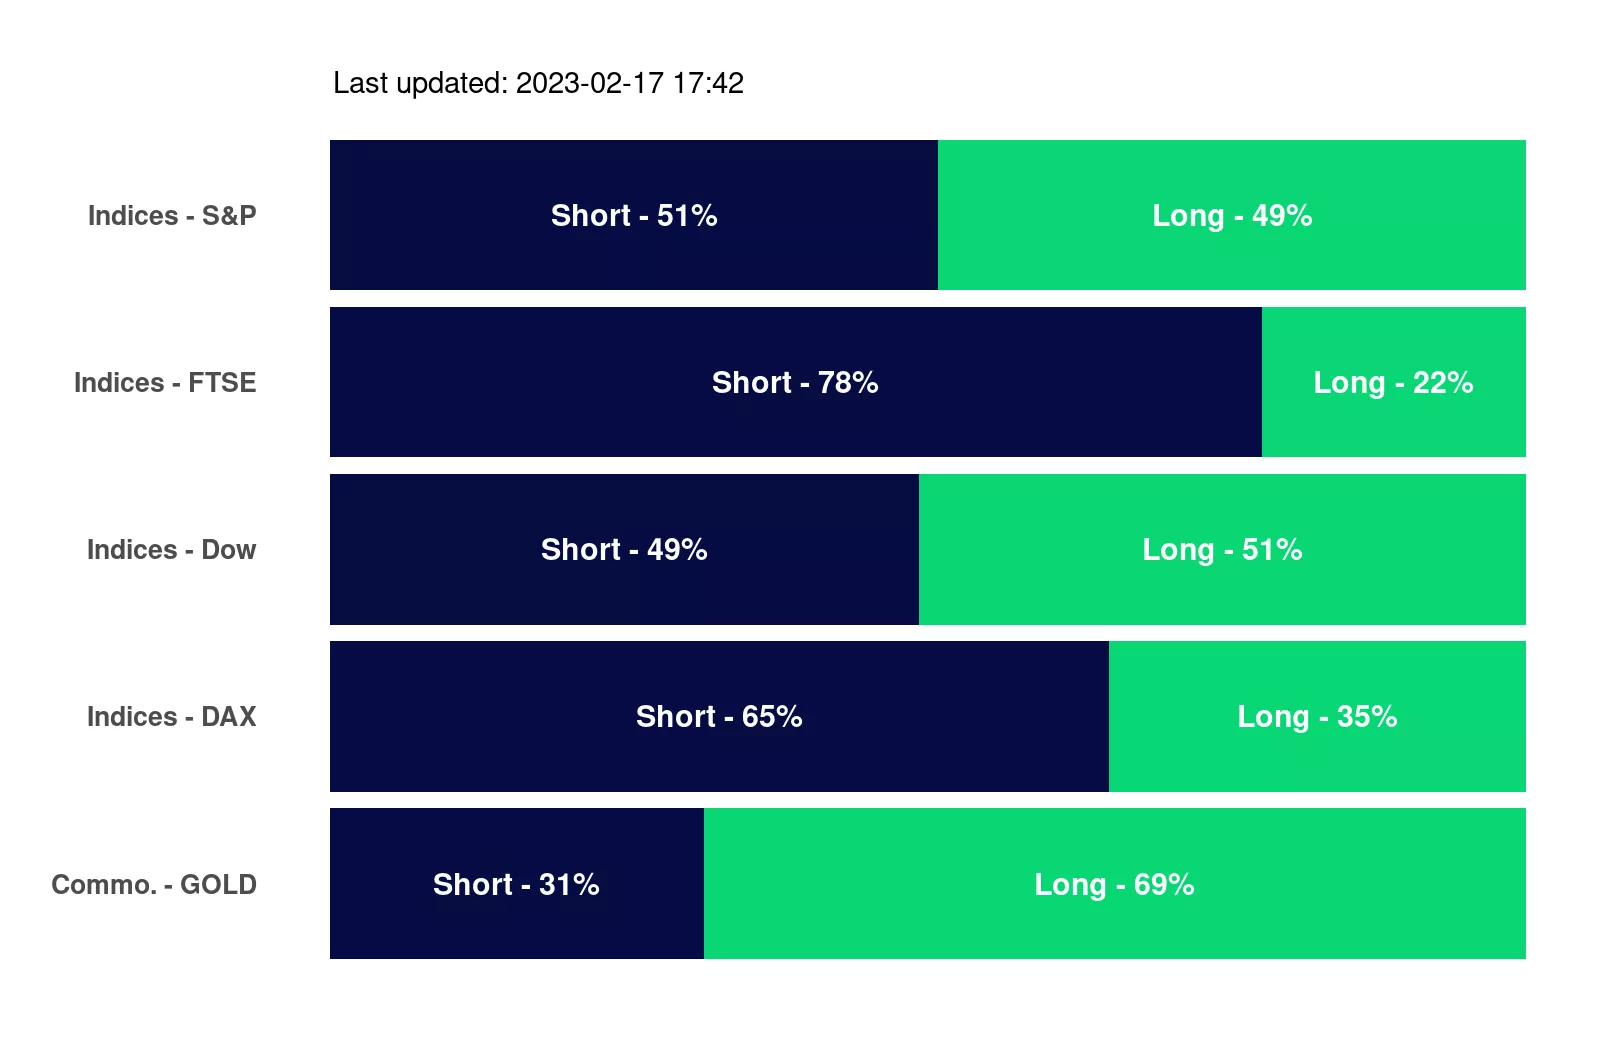 Last updated: 2023-02-17 17:42
Indices - S&P
Short - 51%
Long - 49%
Indices - FTSE
Short - 78%
Long - 22%
Indices - Dow
Short - 49%
Long - 51%
Indices - DAX
Short - 65%
Long - 35%
Commo. - GOLD
Short - 31%
Long - 69%